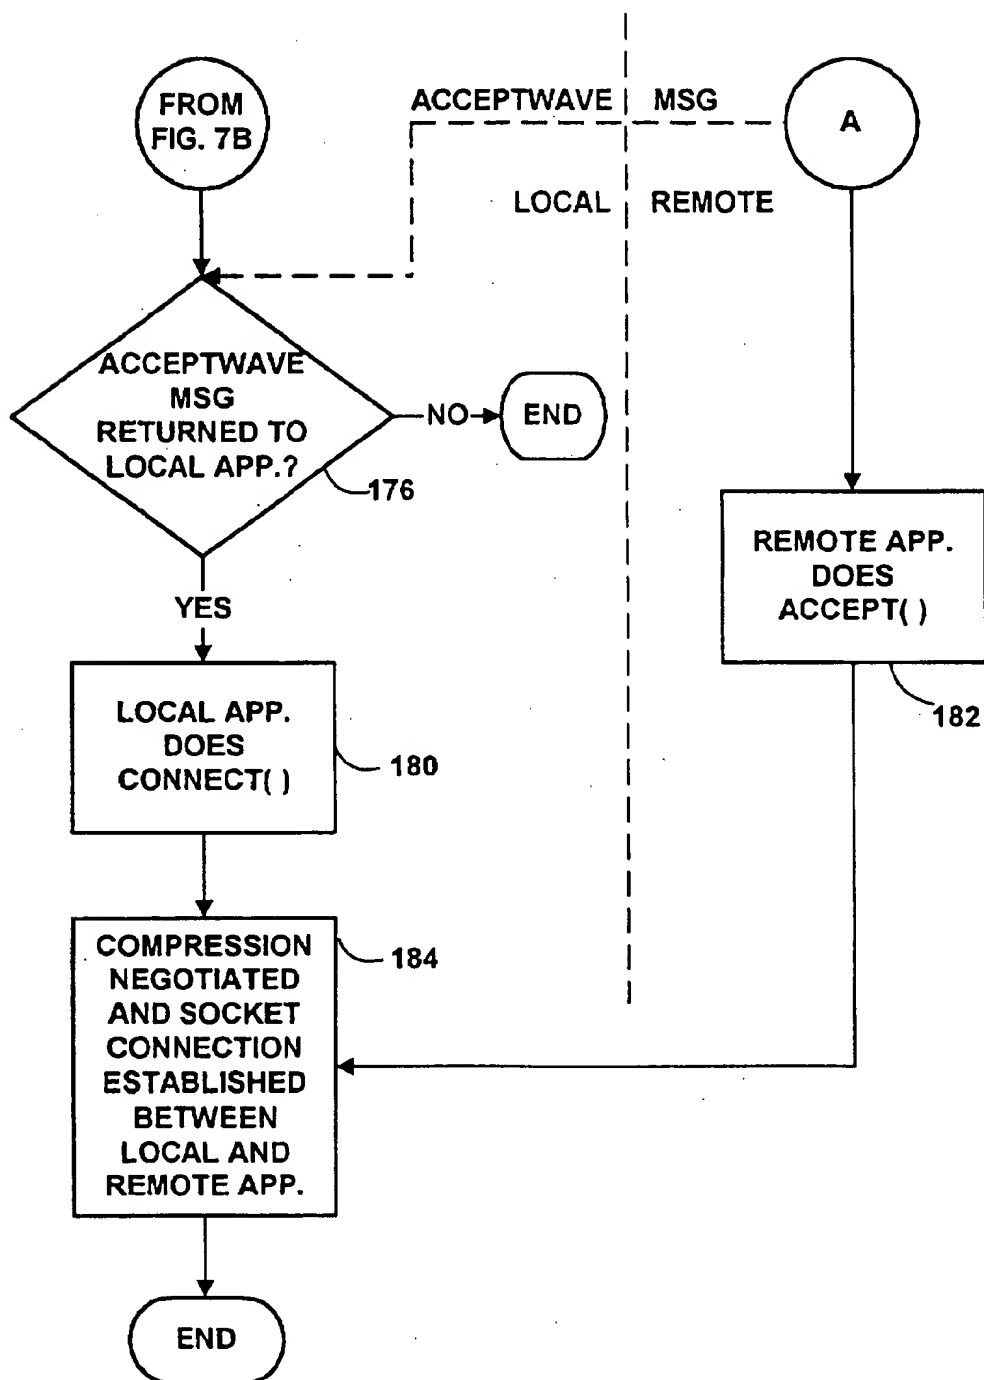 FROM
FIG. 7B
ACCEPTWAVE MSG
A
LOCAL REMOTE
ACCEPTWAVE
MSG
RETURNED TO
LOCAL APP.?
NO
END
176
YES
REMOTE APP.
DOES
ACCEPT( )
182
LOCAL APP.
DOES
CONNECT( )
180
COMPRESSION
NEGOTIATED
AND SOCKET
CONNECTION
ESTABLISHED
BETWEEN
LOCAL AND
REMOTE APP.
184
END